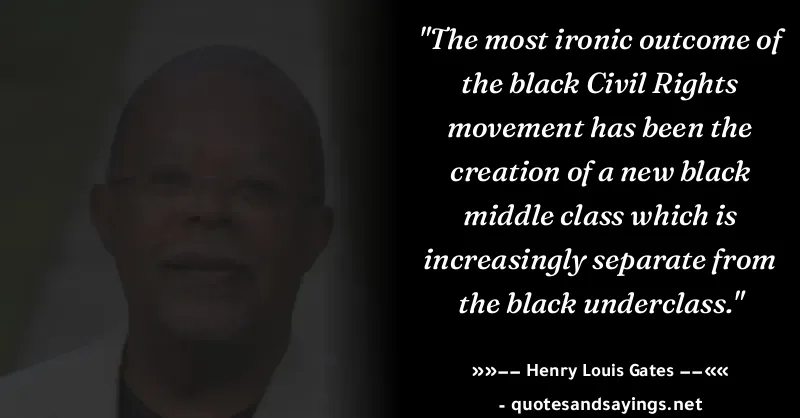 "The most ironic outcome of
the black Civil Rights
movement has been the
creation of a new black
middle class which is
increasingly separate from
the black underclass."
»»–– Henry Louis Gates ––««
- quotesandsayings.net